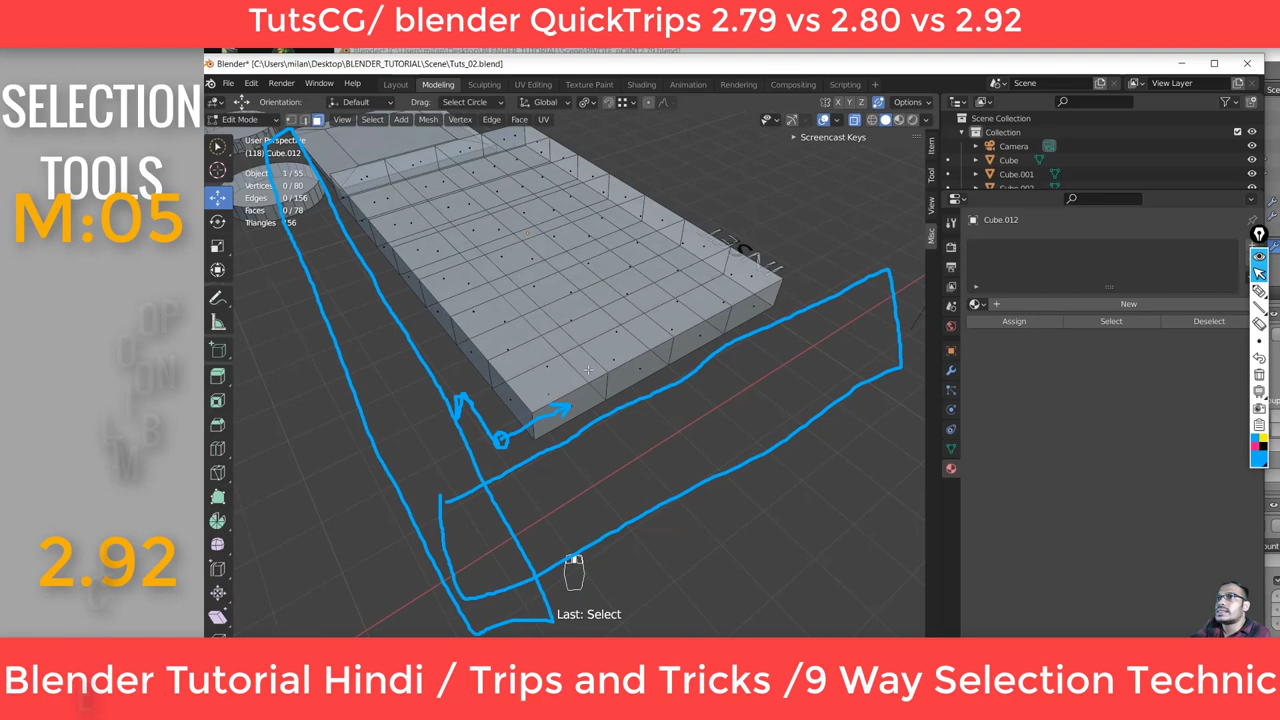 TutsCG/ blender QuickTrips 2.79 vs 2.80 vs 2.92
SELECTION
TOOLS
M:05
2.92
Blender* [C:\Users\milan\Desktop\BLENDER_TUTORIAL\Scene\Tuts_02.blend]
File Edit Render Window Help Layout Modeling Sculpting UV Editing Texture Paint Shading Animation Rendering Compositing Scripting + Scene View Layer
Orientation: Default Drag: Select Circle Global X Y Z Options
Edit Mode View Select Add Mesh Vertex Edge Face UV
User Perspective
(118) Cube.012
Object 1/55
Vertices 0/80
Edges 0/156
Faces 0/78
Triangles 156
Screencast Keys
Item
Tool
View
Misc
Scene Collection
Collection
Camera
Cube
Cube.001
Cube.012
New
Assign Select Deselect
Last: Select
Blender Tutorial Hindi / Trips and Tricks /9 Way Selection Technic